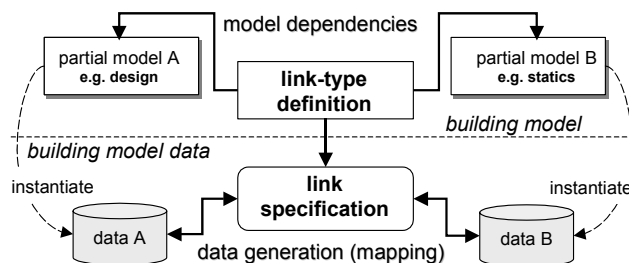 model dependencies
partial model A
e.g. design
link-type
definition
partial model B
e.g. statics
building model
building model data
instantiate
link
specification
instantiate
data A
data generation (mapping)
data B